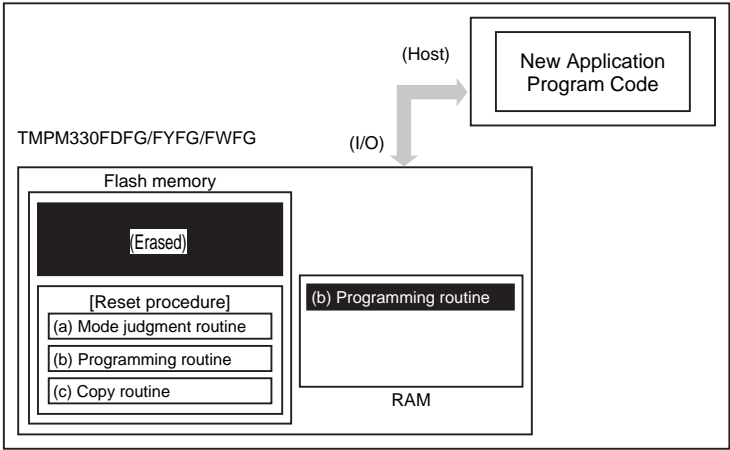 (Host)
New Application
Program Code
TMPM330FDFG/FYFG/FWFG
(I/O)
Flash memory
(Erased)
[Reset procedure]
(a) Mode judgment routine
(b) Programming routine
(c) Copy routine
(b) Programming routine
RAM